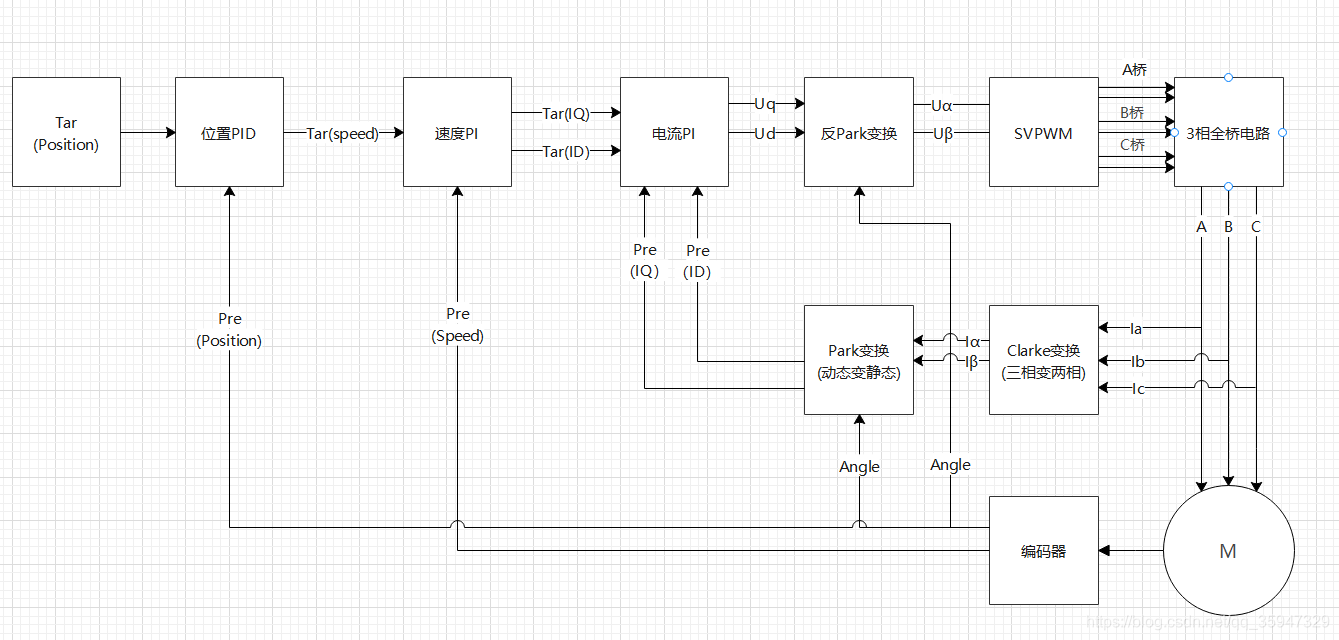 A桥
Tar
(Position)
位置PID
Tar(speed)
速度PI
Tar(IQ)
Tar(ID)
电流PI
Uq
Ud
反Park变换
Uα
Uβ
SVPWM
B桥
C桥
3相全桥电路
A
B
C
Pre
(IQ)
Pre
(ID)
Pre
(Position)
Pre
(Speed)
Park变换
(动态变静态)
Iα
Iβ
Clarke变换
(三相变两相)
Ia
Ib
Ic
Angle
Angle
编码器
M
https://blog.csdn.net/qq_35947329